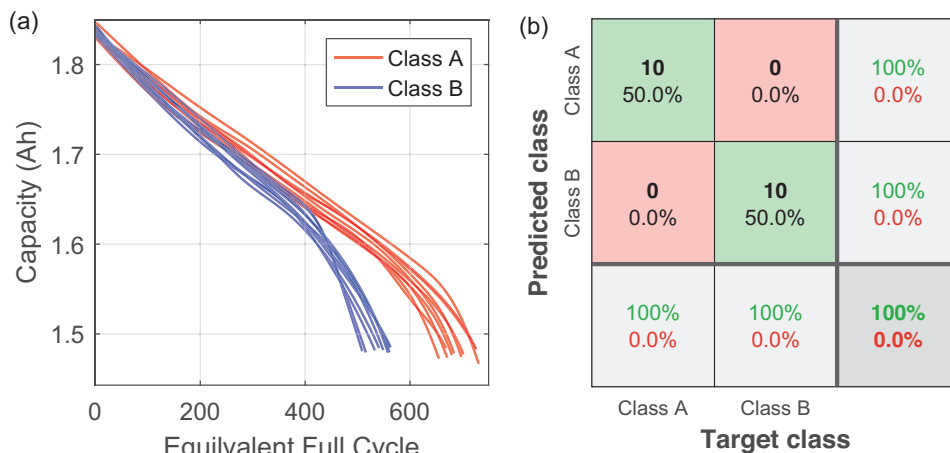 (a)
Class A
Class B
1.8
1.7
1.6
1.5
Capacity (Ah)
0
200
400
600
Equilvalent Full Cycle
(b)
Predicted class
Class A
10
50.0%
0
0.0%
100%
0.0%
Class B
0
0.0%
10
50.0%
100%
0.0%
100%
0.0%
100%
0.0%
100%
0.0%
Class A
Class B
Target class